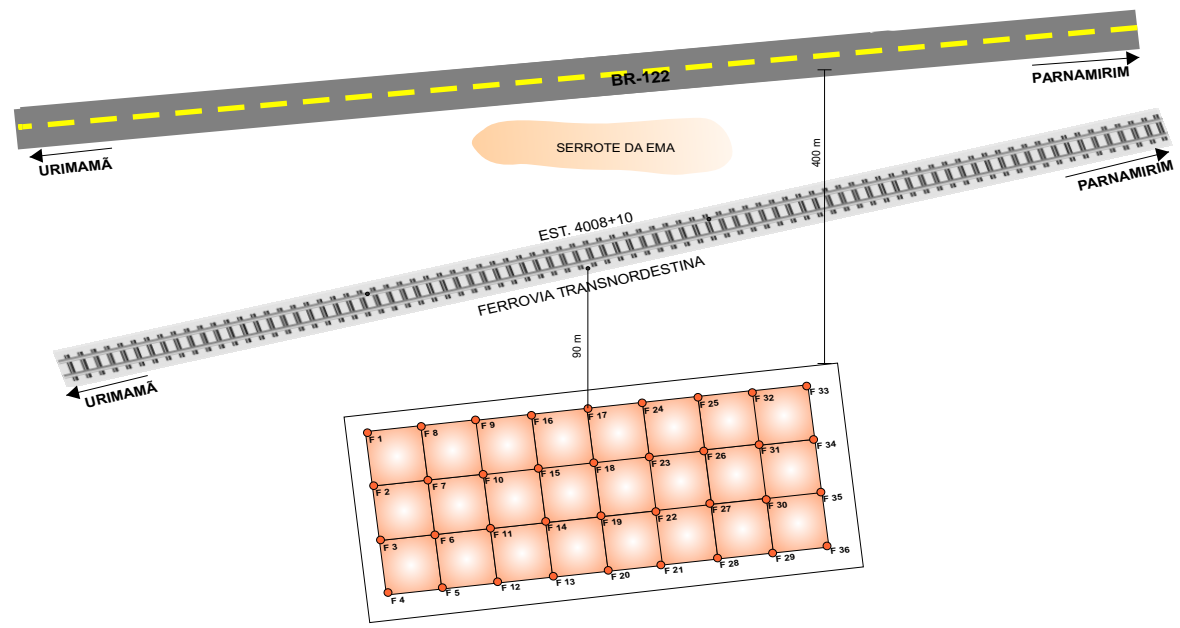 BR-122
PARNAMIRIM
URIMAMÃ
SERROTE DA EMA
400 m
PARNAMIRIM
EST. 4008+10
FERROVIA TRANSNORDESTINA
90 m
URIMAMÃ
F 1
F 8
F 9
F 16
F 17
F 24
F 25
F 32
F 33
F 2
F 7
F 10
F 15
F 18
F 23
F 26
F 31
F 34
F 3
F 6
F 11
F 14
F 19
F 22
F 27
F 30
F 35
F 4
F 5
F 12
F 13
F 20
F 21
F 28
F 29
F 36